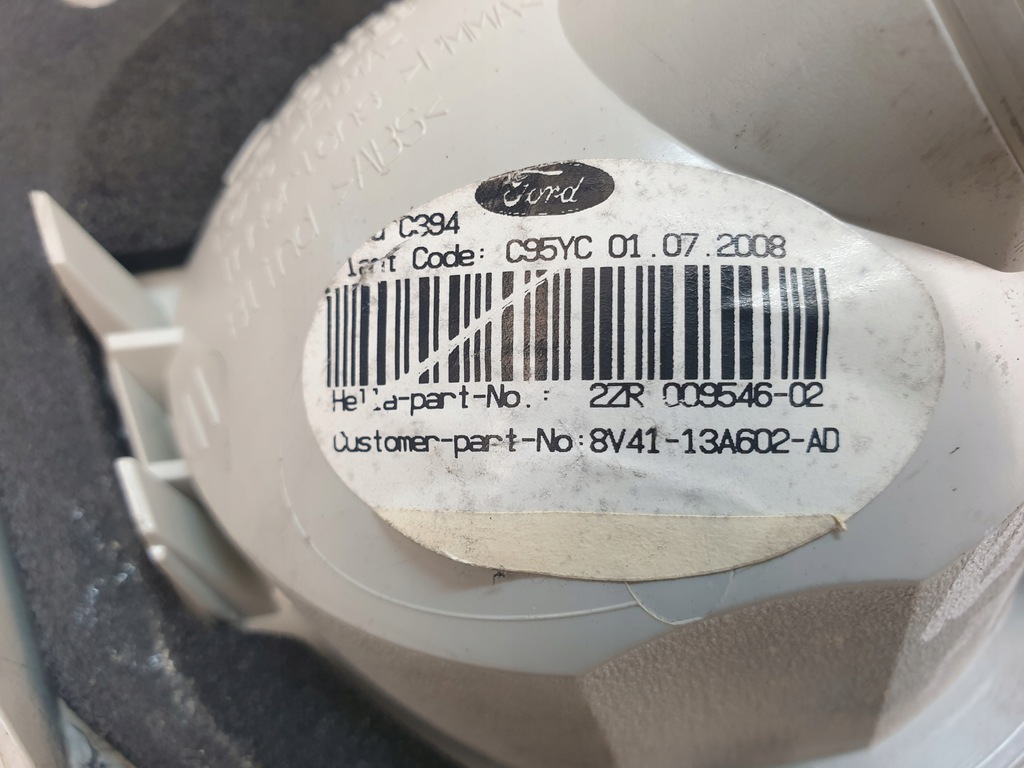 Ford
C394
Code: C95YC 01.07.2008
Hella-part-No.: 2ZR 009546-02
Customer-part-No:8V41-13A602-AD
>ABS<